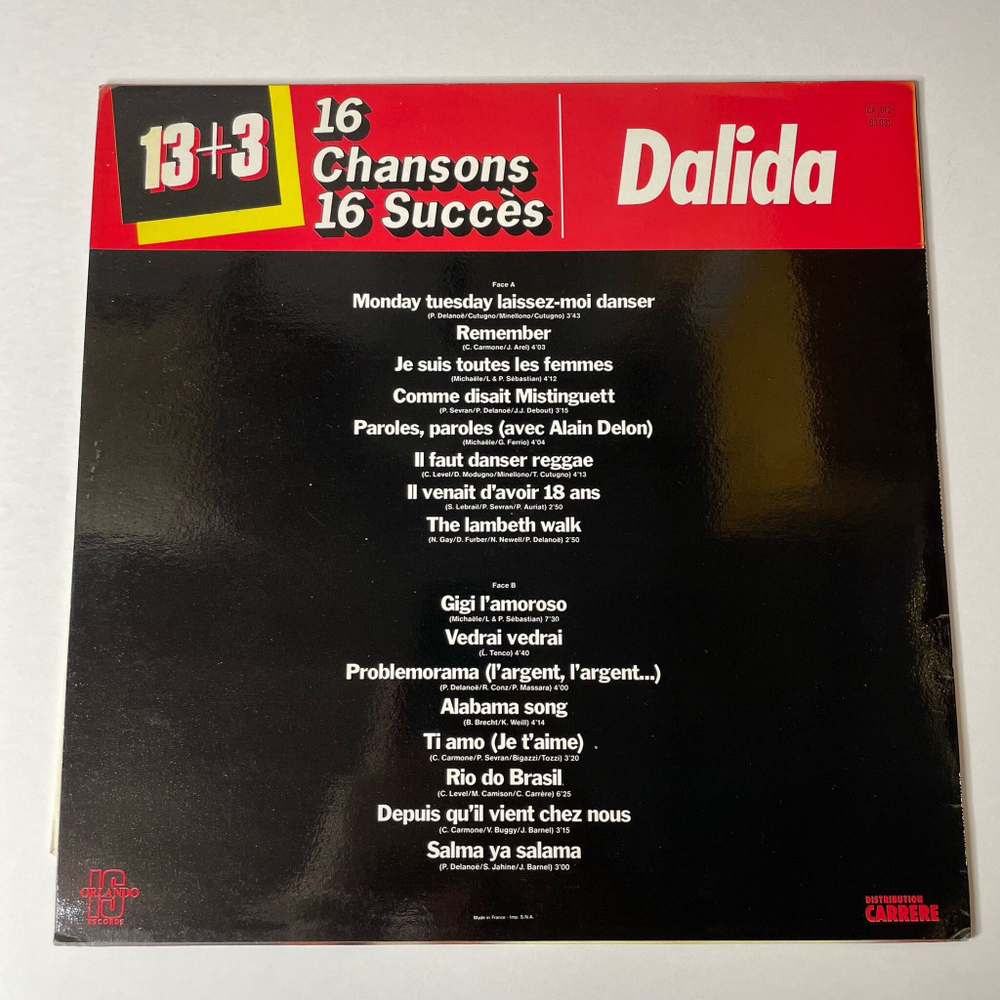 13+3
16
Chansons
16 Succès
Dalida
Face A
Monday tuesday laissez-moi danser
(P. Delanoë/Cutugno/Minellono/Cutugno) 3'43
Remember
(C. Carmone/J. Arel) 4'03
Je suis toutes les femmes
(Michaële/L & P. Sébastian) 4'12
Comme disait Mistinguett
(P. Sevran/P. Delanoë/J.J. Debout) 3'15
Paroles, paroles (avec Alain Delon)
(Michaële/G. Ferrio) 4'04
Il faut danser reggae
(C. Level/D. Modugno/Minellono/T. Cutugno) 4'13
Il venait d'avoir 18 ans
(S. Lebrail/P. Sevran/P. Auriat) 2'50
The lambeth walk
(N. Gay/D. Furber/N. Newell/P. Delanoë) 2'50
Face B
Gigi l'amoroso
(Michaële/L & P. Sébastian) 7'30
Vedrai vedrai
(L. Tenco) 4'40
Problemorama (l'argent, l'argent...)
(P. Delanoë/R. Conz/P. Massara) 4'00
Alabama song
(B. Brecht/K. Weill) 4'14
Ti amo (Je t'aime)
(C. Carmone/P. Sevran/Bigazzi/Tozzi) 3'20
Rio do Brasil
(C. Level/M. Camison/C. Carrère) 6'25
Depuis qu'il vient chez nous
(C. Carmone/V. Buggy/J. Barnel) 3'15
Salma ya salama
(P. Delanoë/S. Jahine/J. Barnel) 3'00
IS
ORLANDO
RECORDS
Made in France - Imp. S.N.A.
DISTRIBUTION
CARRERE